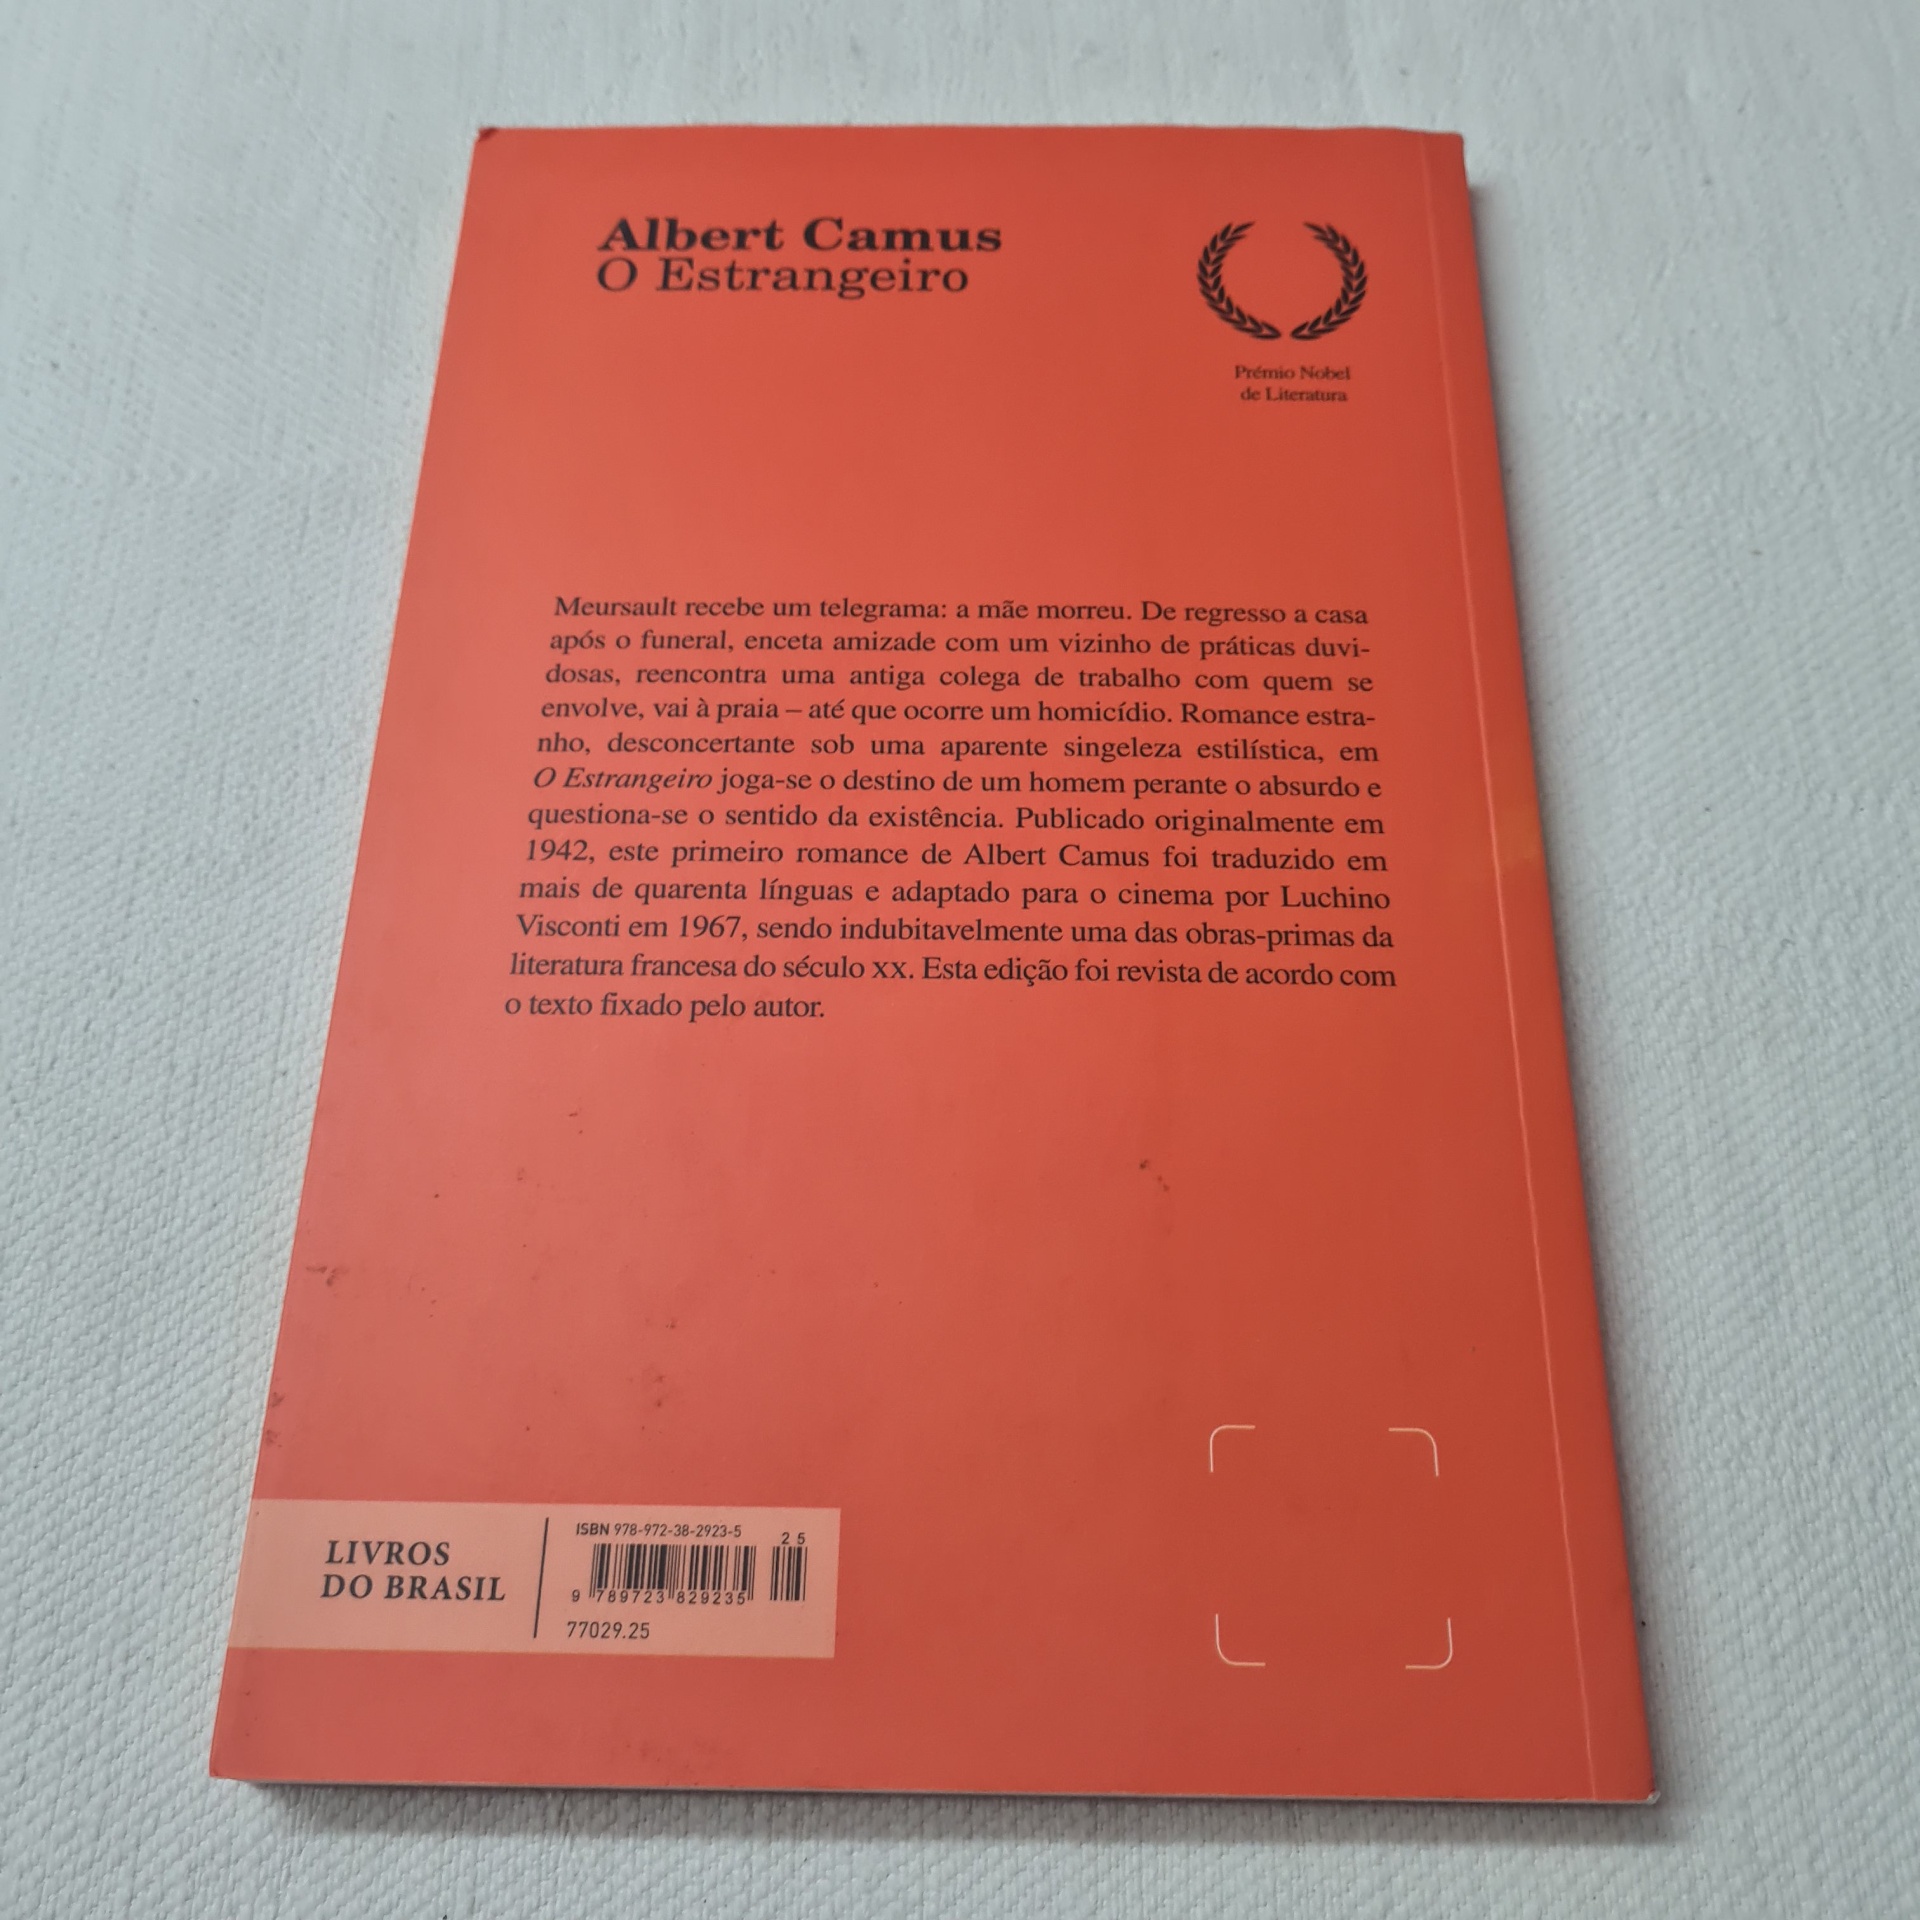 Albert Camus
O Estrangeiro
Prémio Nobel
de Literatura
Meursault recebe um telegrama: a mãe morreu. De regresso a casa
após o funeral, enceta amizade com um vizinho de práticas duvi-
dosas, reencontra uma antiga colega de trabalho com quem se
envolve, vai à praia – até que ocorre um homicídio. Romance estra-
nho, desconcertante sob uma aparente singeleza estilística, em
O Estrangeiro joga-se o destino de um homem perante o absurdo e
questiona-se o sentido da existência. Publicado originalmente em
1942, este primeiro romance de Albert Camus foi traduzido em
mais de quarenta línguas e adaptado para o cinema por Luchino
Visconti em 1967, sendo indubitavelmente uma das obras-primas da
literatura francesa do século XX. Esta edição foi revista de acordo com
o texto fixado pelo autor.
LIVROS
DO BRASIL
ISBN 978-972-38-2923-5
25
9 789723 829235
77029.25